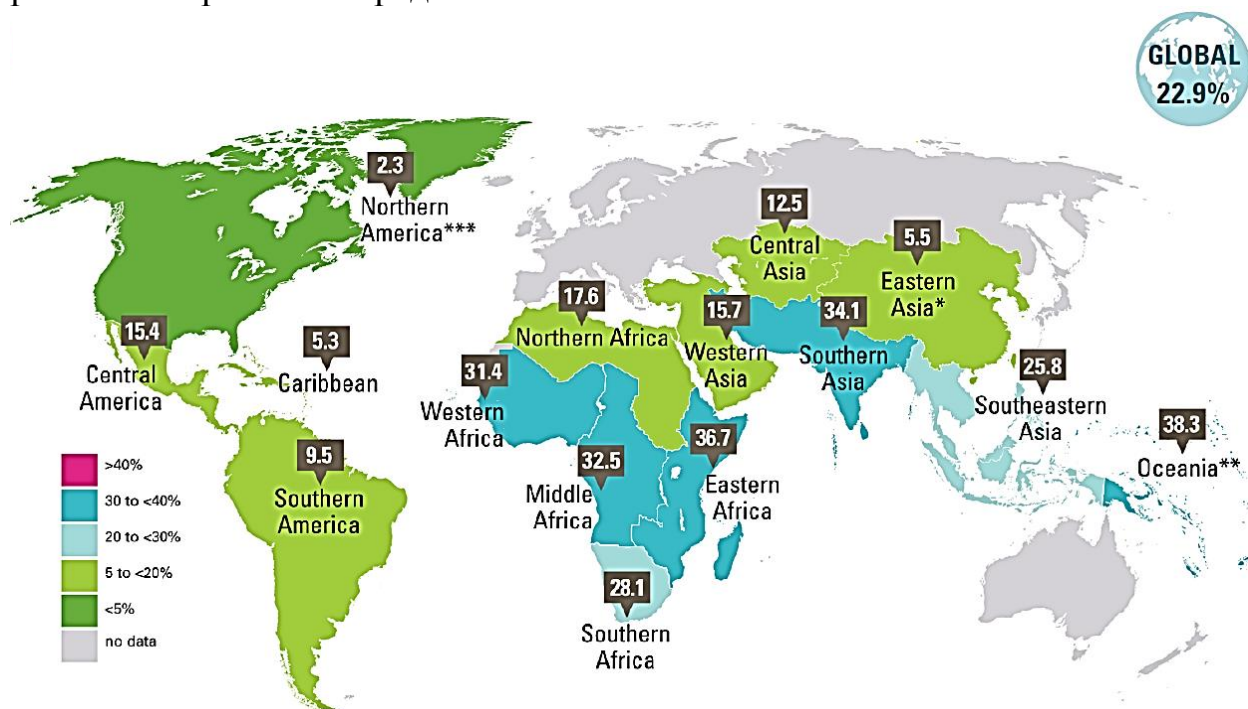 GLOBAL
22.9%
2.3
Northern
America***
12.5
Central
Asia
5.5
Eastern
Asia*
17.6
Northern Africa
15.7
Western
Asia
34.1
Southern
Asia
15.4
Central
America
5.3
Caribbean
31.4
Western
Africa
25.8
Southeastern
Asia
38.3
Oceania**
9.5
Southern
America
32.5
Middle
Africa
36.7
Eastern
Africa
28.1
Southern
Africa
>40%
30 to <40%
20 to <30%
5 to <20%
<5%
no data